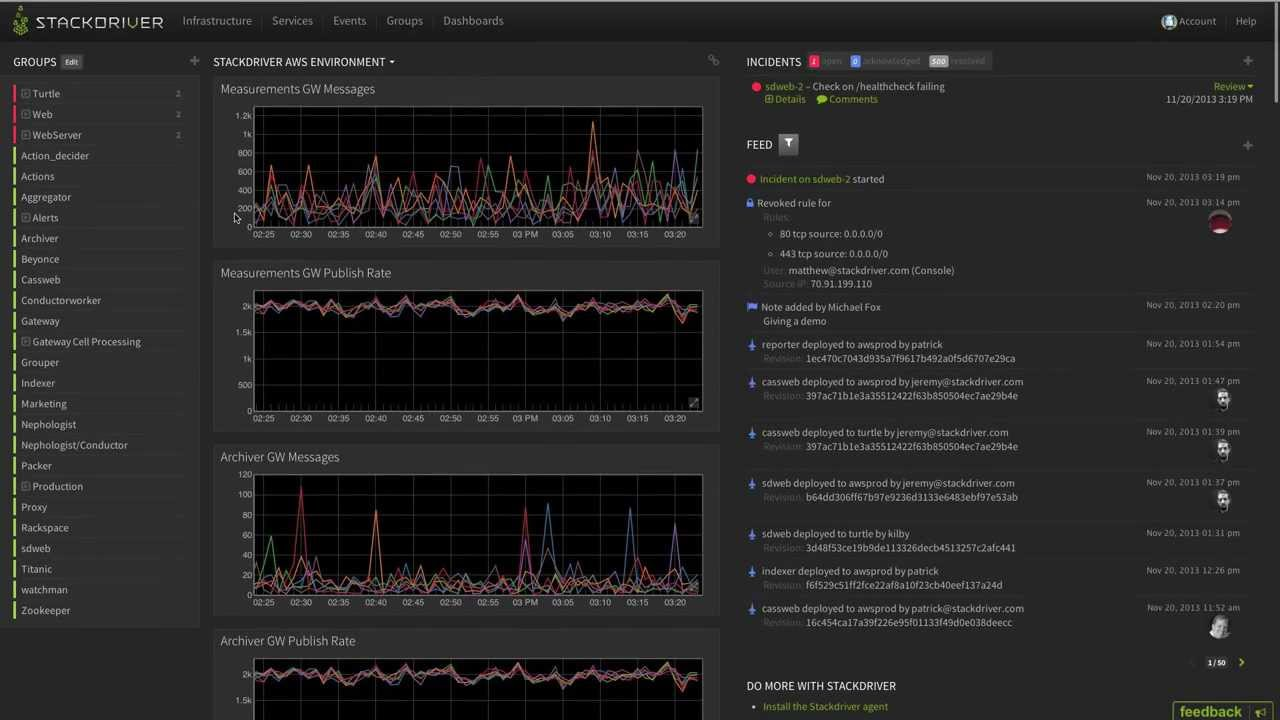 STACKDRIVER
Infrastructure Services Events Groups Dashboards
Account Help
GROUPS Edit
Turtle 2
Web 2
WebServer 2
Action_decider
Actions
Aggregator
Alerts
Archiver
Beyonce
Cassweb
Conductorworker
Gateway
Gateway Cell Processing
Grouper
Indexer
Marketing
Nephologist
Nephologist/Conductor
Packer
Production
Proxy
Rackspace
sdweb
Titanic
watchman
Zookeeper
STACKDRIVER AWS ENVIRONMENT
Measurements GW Messages
1.2k
1k
800
600
400
200
0
02:25 02:30 02:35 02:40 02:45 02:50 02:55 03 PM 03:05 03:10 03:15 03:20
Measurements GW Publish Rate
2k
1.5k
1k
500
0
02:25 02:30 02:35 02:40 02:45 02:50 02:55 03 PM 03:05 03:10 03:15 03:20
Archiver GW Messages
120
100
80
60
40
20
0
02:25 02:30 02:35 02:40 02:45 02:50 02:55 03 PM 03:05 03:10 03:15 03:20
Archiver GW Publish Rate
2k
1.5k
INCIDENTS 1 open 0 acknowledged 500 resolved
sdweb-2 – Check on /healthcheck failing Review
Details Comments 11/20/2013 3:19 PM
FEED
Incident on sdweb-2 started Nov 20, 2013 03:19 pm
Revoked rule for Nov 20, 2013 03:14 pm
Rules:
80 tcp source: 0.0.0.0/0
443 tcp source: 0.0.0.0/0
User: matthew@stackdriver.com (Console)
Source IP: 70.91.199.110
Note added by Michael Fox Nov 20, 2013 02:20 pm
Giving a demo
reporter deployed to awsprod by patrick Nov 20, 2013 01:54 pm
Revision: 1ec470c7043d935a7f9617b492a0f5d6707e29ca
cassweb deployed to awsprod by jeremy@stackdriver.com Nov 20, 2013 01:47 pm
Revision: 397ac71b1e3a35512422f63b850504ec7ae29b4e
cassweb deployed to turtle by jeremy@stackdriver.com Nov 20, 2013 01:39 pm
Revision: 397ac71b1e3a35512422f63b850504ec7ae29b4e
sdweb deployed to awsprod by jeremy@stackdriver.com Nov 20, 2013 01:37 pm
Revision: b64dd306ff67b97e9236d3133e6483ebf97e53ab
sdweb deployed to turtle by kilby Nov 20, 2013 01:31 pm
Revision: 3d48f53ce19b9de113326decb4513257c2afc441
indexer deployed to awsprod by patrick Nov 20, 2013 12:26 pm
Revision: f6f529c51ff2fce22af8a10f23cb40eef137a24d
cassweb deployed to awsprod by patrick@stackdriver.com Nov 20, 2013 11:52 am
Revision: 16c454ca17a39f226e95f01133f49d0e038deecc
1 / 50
DO MORE WITH STACKDRIVER
Install the Stackdriver agent
feedback